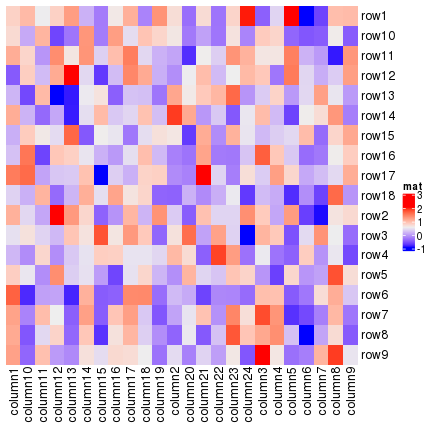 row1
row10
row11
row12
row13
row14
row15
row16
row17
row18
row2
row3
row4
row5
row6
row7
row8
row9
mat
3
2
1
0
-1
column1
column10
column11
column12
column13
column14
column15
column16
column17
column18
column19
column2
column20
column21
column22
column23
column24
column3
column4
column5
column6
column7
column8
column9